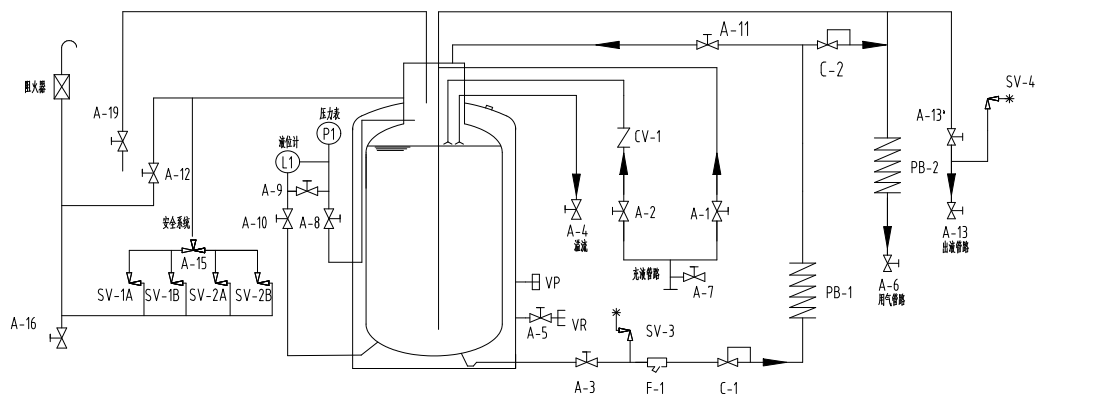 A-11
C-2
SV-4
阻火器
A-19
压力表
P1
液位计
L1
A-13'
CV-1
PB-2
A-12
A-9
A-10
A-8
A-2
A-1
安全系统
A-4
溢流
A-13
出液管路
A-15
充液管路
A-7
A-6
用气管路
SV-1A
SV-1B
SV-2A
SV-2B
VP
PB-1
A-16
A-5
VR
SV-3
A-3
F-1
C-1